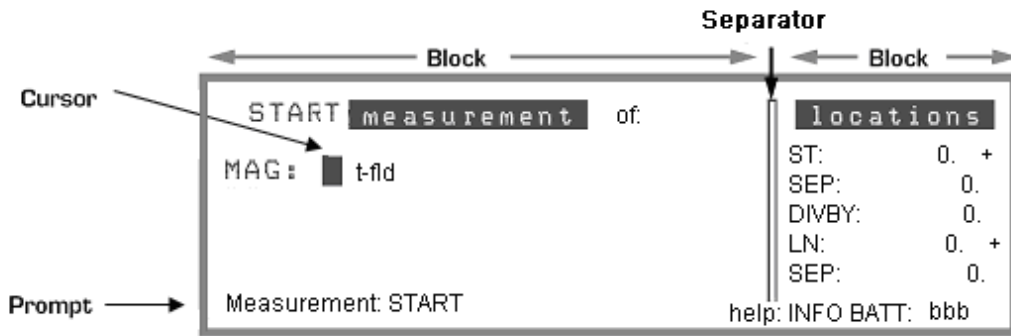 Separator
Block Block
Cursor
START measurement of: locations
MAG: t-fld ST: 0. +
SEP: 0.
DIVBY: 0.
LN: 0. +
SEP: 0.
Prompt Measurement: START help: INFO BATT: bbb